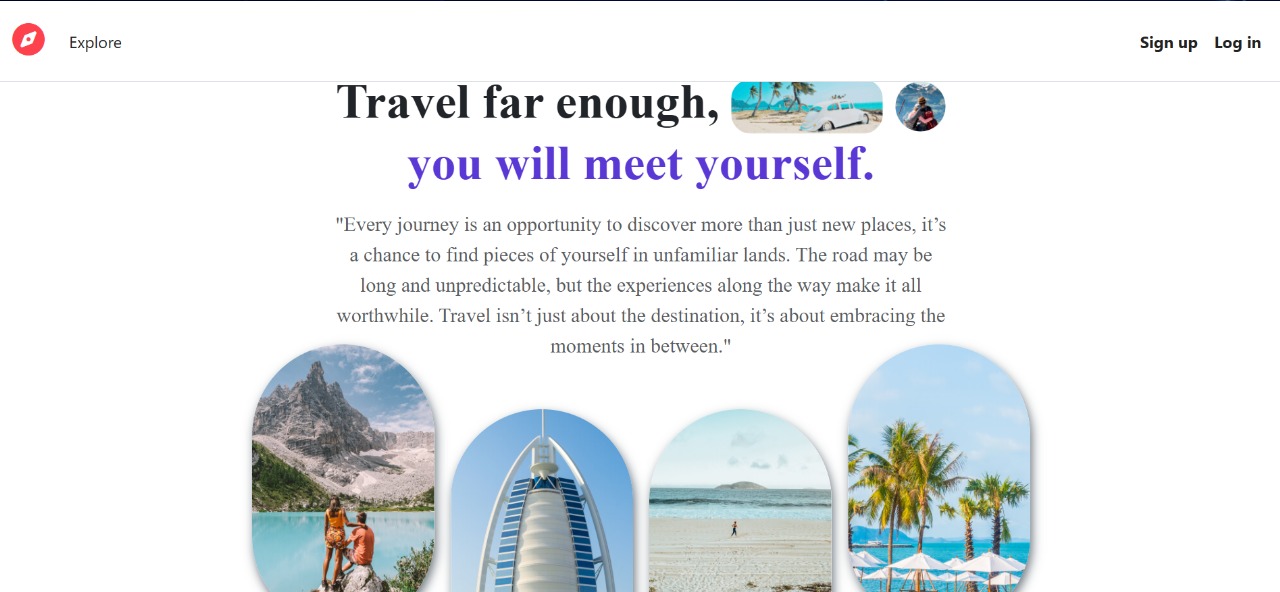 Explore
Sign up
Log in
Travel far enough,
you will meet yourself.
"Every journey is an opportunity to discover more than just new places, it’s
a chance to find pieces of yourself in unfamiliar lands. The road may be
long and unpredictable, but the experiences along the way make it all
worthwhile. Travel isn’t just about the destination, it’s about embracing the
moments in between."